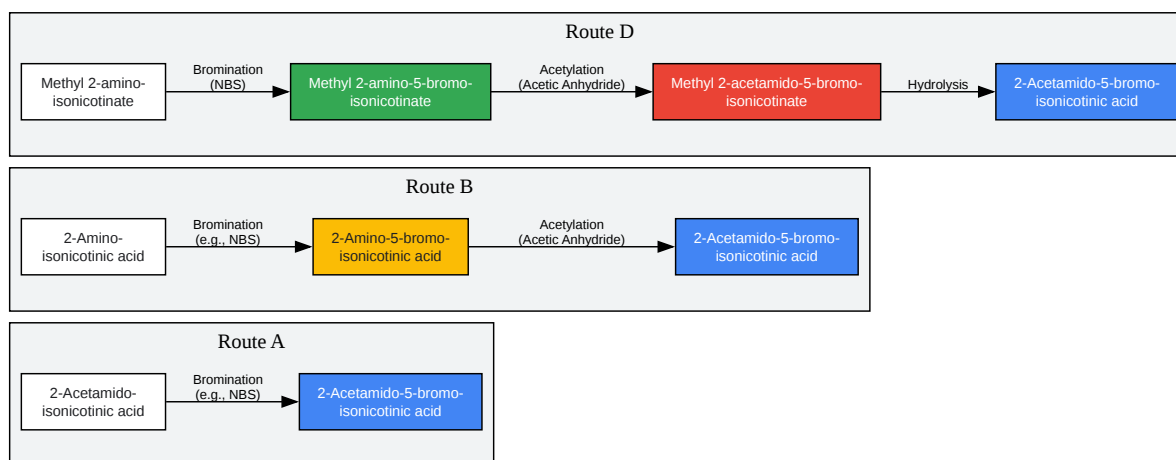 Route D
Methyl 2-amino-
isonicotinate
Bromination
(NBS)
Methyl 2-amino-5-bromo-
isonicotinate
Acetylation
(Acetic Anhydride)
Methyl 2-acetamido-5-bromo-
isonicotinate
Hydrolysis
2-Acetamido-5-bromo-
isonicotinic acid
Route B
2-Amino-
isonicotinic acid
Bromination
(e.g., NBS)
2-Amino-5-bromo-
isonicotinic acid
Acetylation
(Acetic Anhydride)
2-Acetamido-5-bromo-
isonicotinic acid
Route A
2-Acetamido-
isonicotinic acid
Bromination
(e.g., NBS)
2-Acetamido-5-bromo-
isonicotinic acid